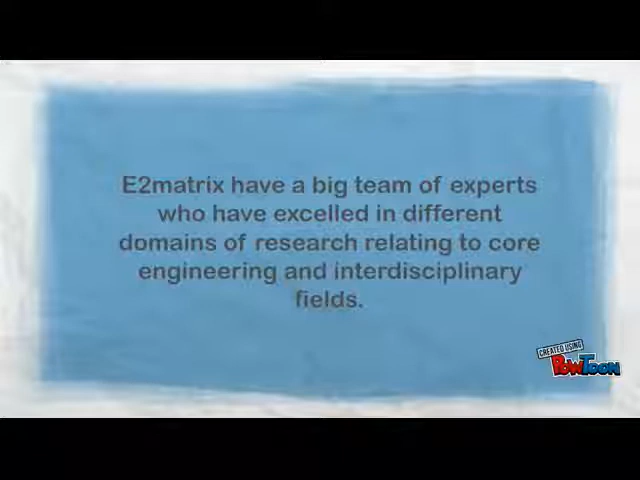 E2matrix have a big team of experts
who have excelled in different
domains of research relating to core
engineering and interdisciplinary
fields.
CREATED USING
POWTOON